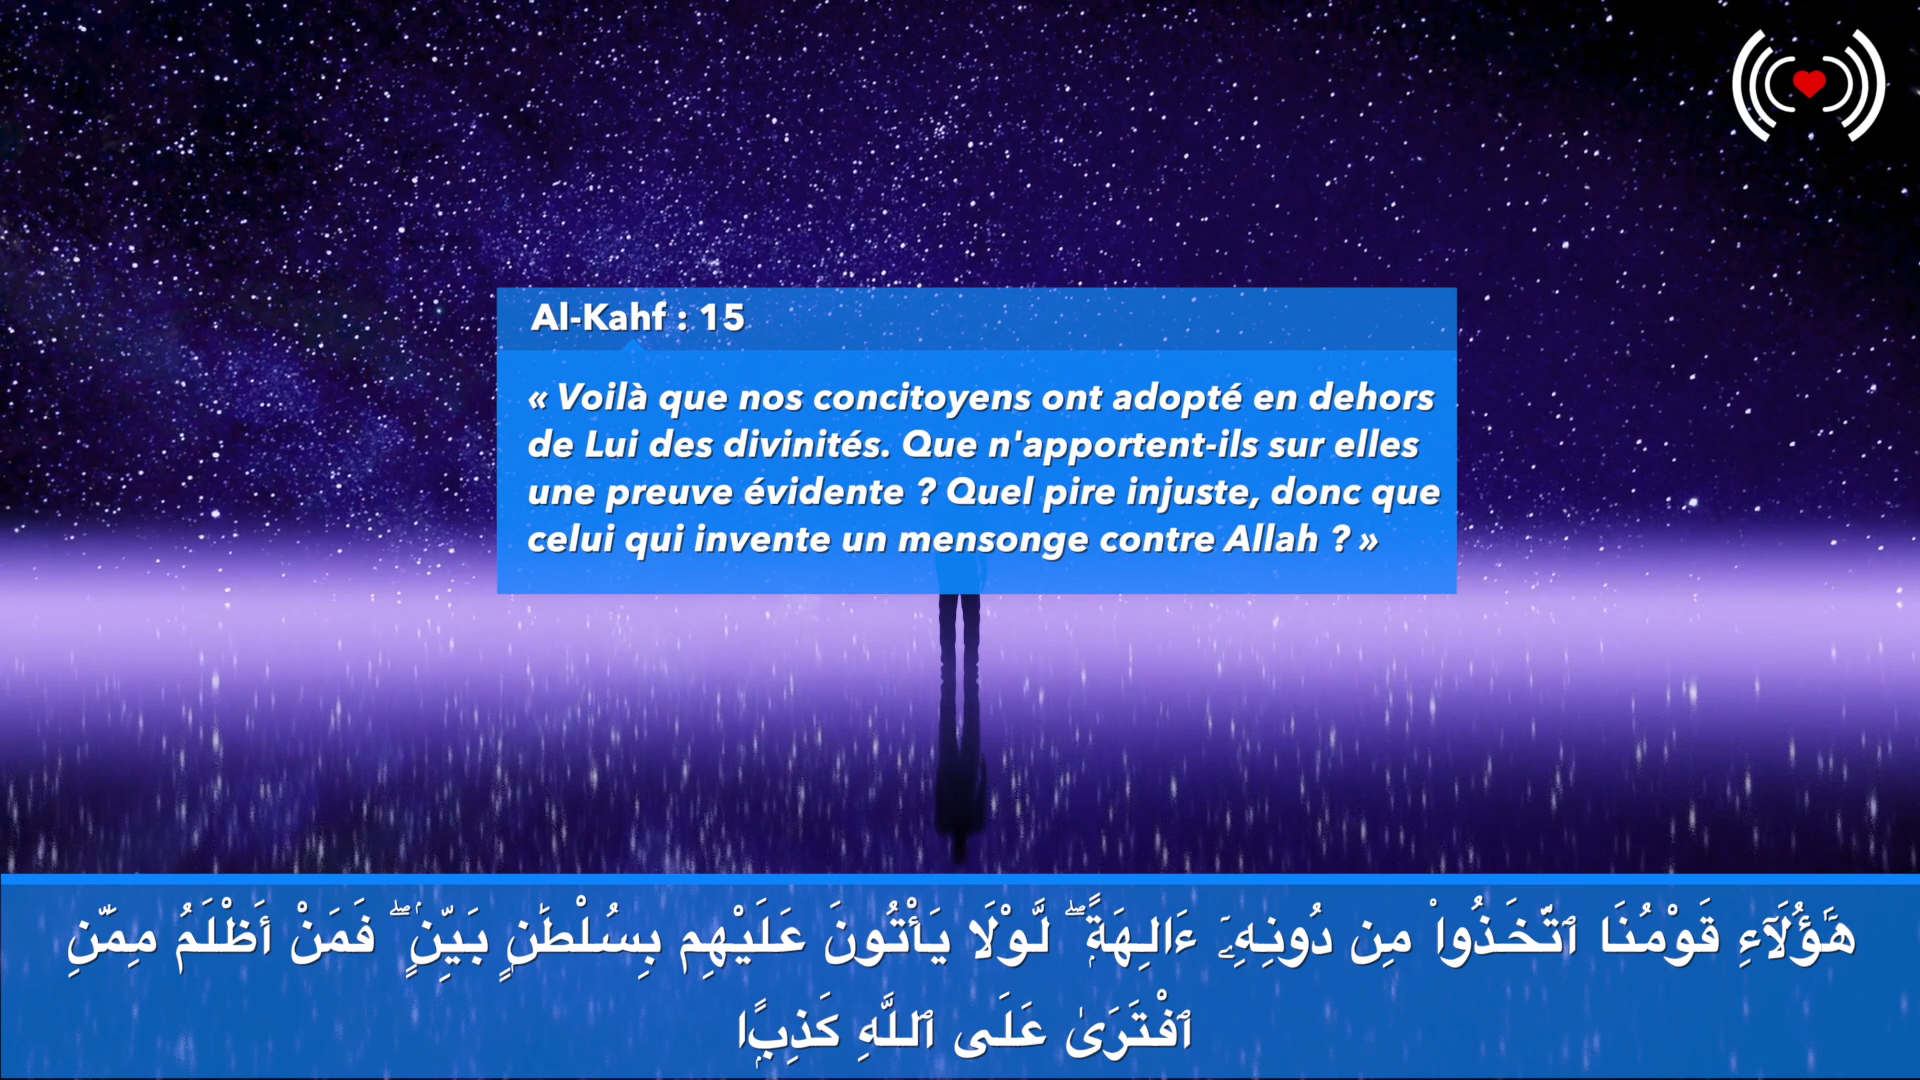 Al-Kahf : 15
« Voilà que nos concitoyens ont adopté en dehors
de Lui des divinités. Que n'apportent-ils sur elles
une preuve évidente ? Quel pire injuste, donc que
celui qui invente un mensonge contre Allah ? »
هَٰٓؤُلَآءِ قَوْمُنَا ٱتَّخَذُوا۟ مِن دُونِهِۦٓ ءَالِهَةًۭ ۖ لَّوْلَا يَأْتُونَ عَلَيْهِم بِسُلْطَٰنٍۭ بَيِّنٍۢ ۖ فَمَنْ أَظْلَمُ مِمَّنِ
ٱفْتَرَىٰ عَلَى ٱللَّهِ كَذِبًۭا